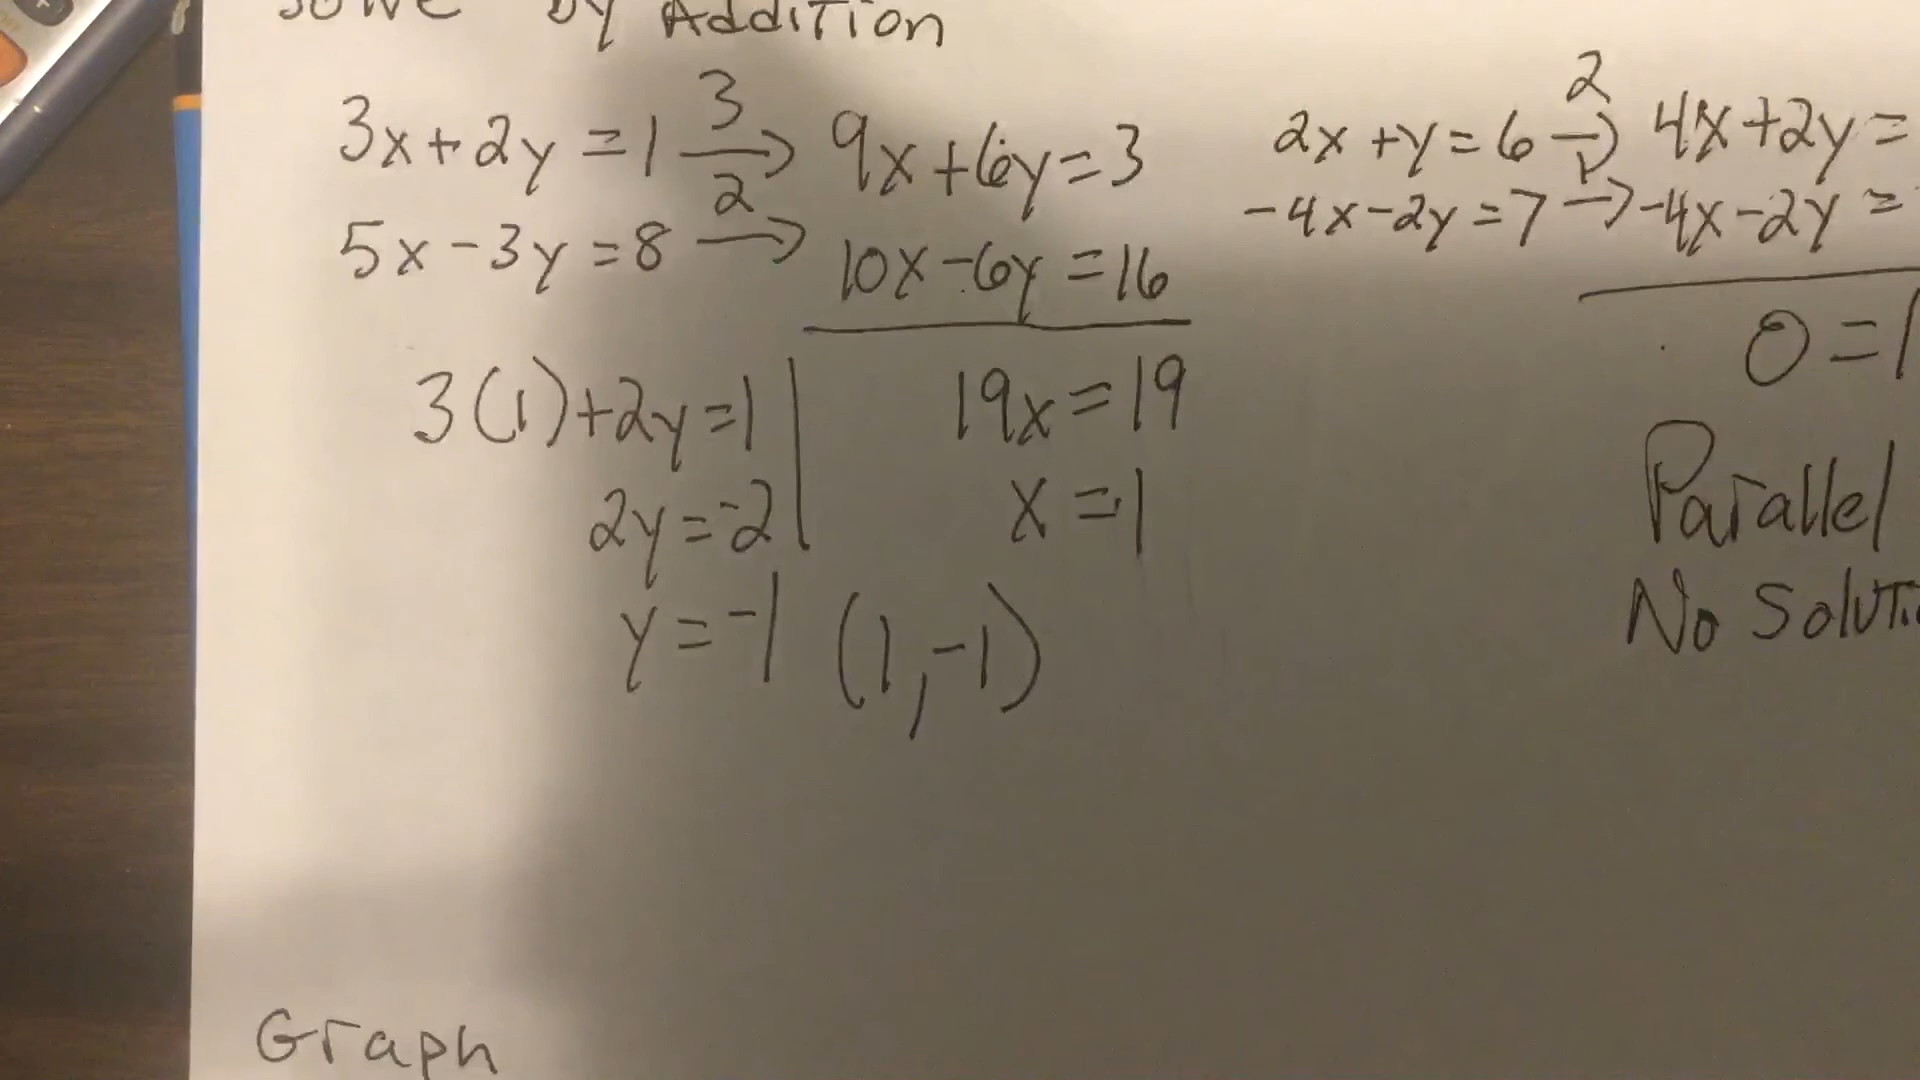 Solve by Addition
3x+2y=1 3→ 9x+6y=3
5x-3y=8 2→ 10x-6y=16
19x=19
x=1
3(1)+2y=1
2y=-2
y=-1 (1,-1)
2x+y=6 2→ 4x+2y=
-4x-2y=7 1→ -4x-2y=
0=1
Parallel
No
Graph